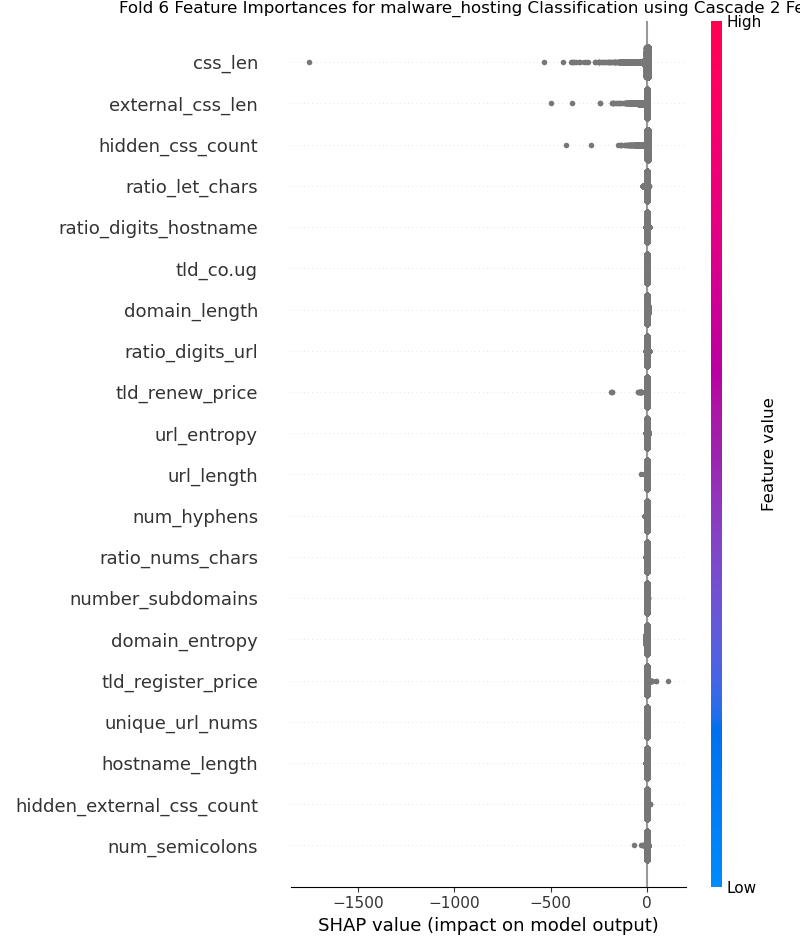 Fold 6 Feature Importances for malware_hosting Classification using Cascade 2 Fe
High
css_len
external_css_len
hidden_css_count
ratio_let_chars
ratio_digits_hostname
tld_co.ug
domain_length
ratio_digits_url
tld_renew_price
url_entropy
url_length
num_hyphens
ratio_nums_chars
number_subdomains
domain_entropy
tld_register_price
unique_url_nums
hostname_length
hidden_external_css_count
num_semicolons
Feature value
Low
−1500 −1000 −500 0
SHAP value (impact on model output)